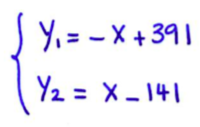 y₁ = -x + 391
y₂ = x - 141